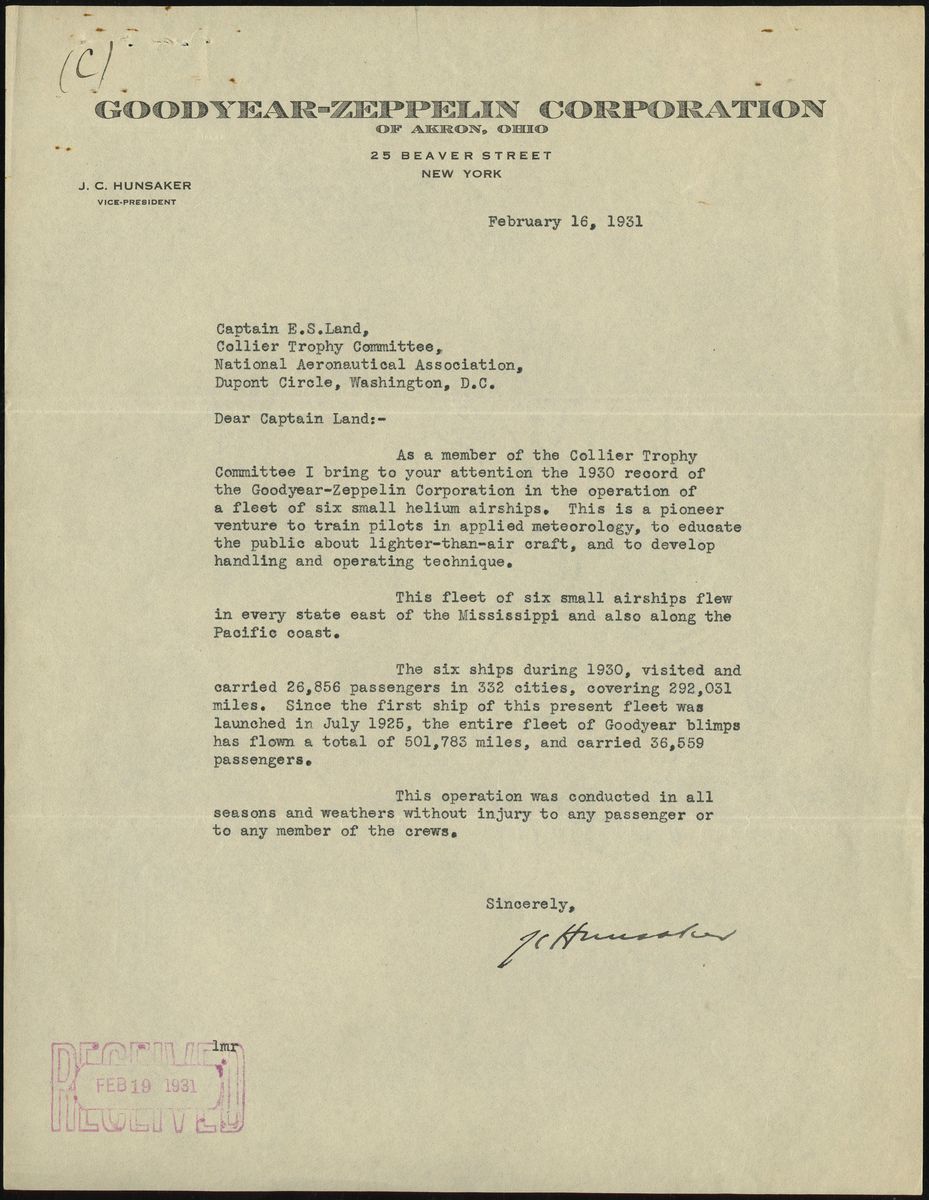 (C)
GOODYEAR-ZEPPELIN CORPORATION
OF AKRON, OHIO
25 BEAVER STREET
NEW YORK
J. C. HUNSAKER
VICE-PRESIDENT
February 16, 1931
Captain E.S.Land,
Collier Trophy Committee,
National Aeronautical Association,
Dupont Circle, Washington, D.C.
Dear Captain Land:-
As a member of the Collier Trophy
Committee I bring to your attention the 1930 record of
the Goodyear-Zeppelin Corporation in the operation of
a fleet of six small helium airships. This is a pioneer
venture to train pilots in applied meteorology, to educate
the public about lighter-than-air craft, and to develop
handling and operating technique.
This fleet of six small airships flew
in every state east of the Mississippi and also along the
Pacific coast.
The six ships during 1930, visited and
carried 26,856 passengers in 332 cities, covering 292,031
miles. Since the first ship of this present fleet was
launched in July 1925, the entire fleet of Goodyear blimps
has flown a total of 501,783 miles, and carried 36,559
passengers.
This operation was conducted in all
seasons and weathers without injury to any passenger or
to any member of the crews.
Sincerely,
JC Hunsaker
lmr
RECEIVED
FEB 19 1931
RECEIVED